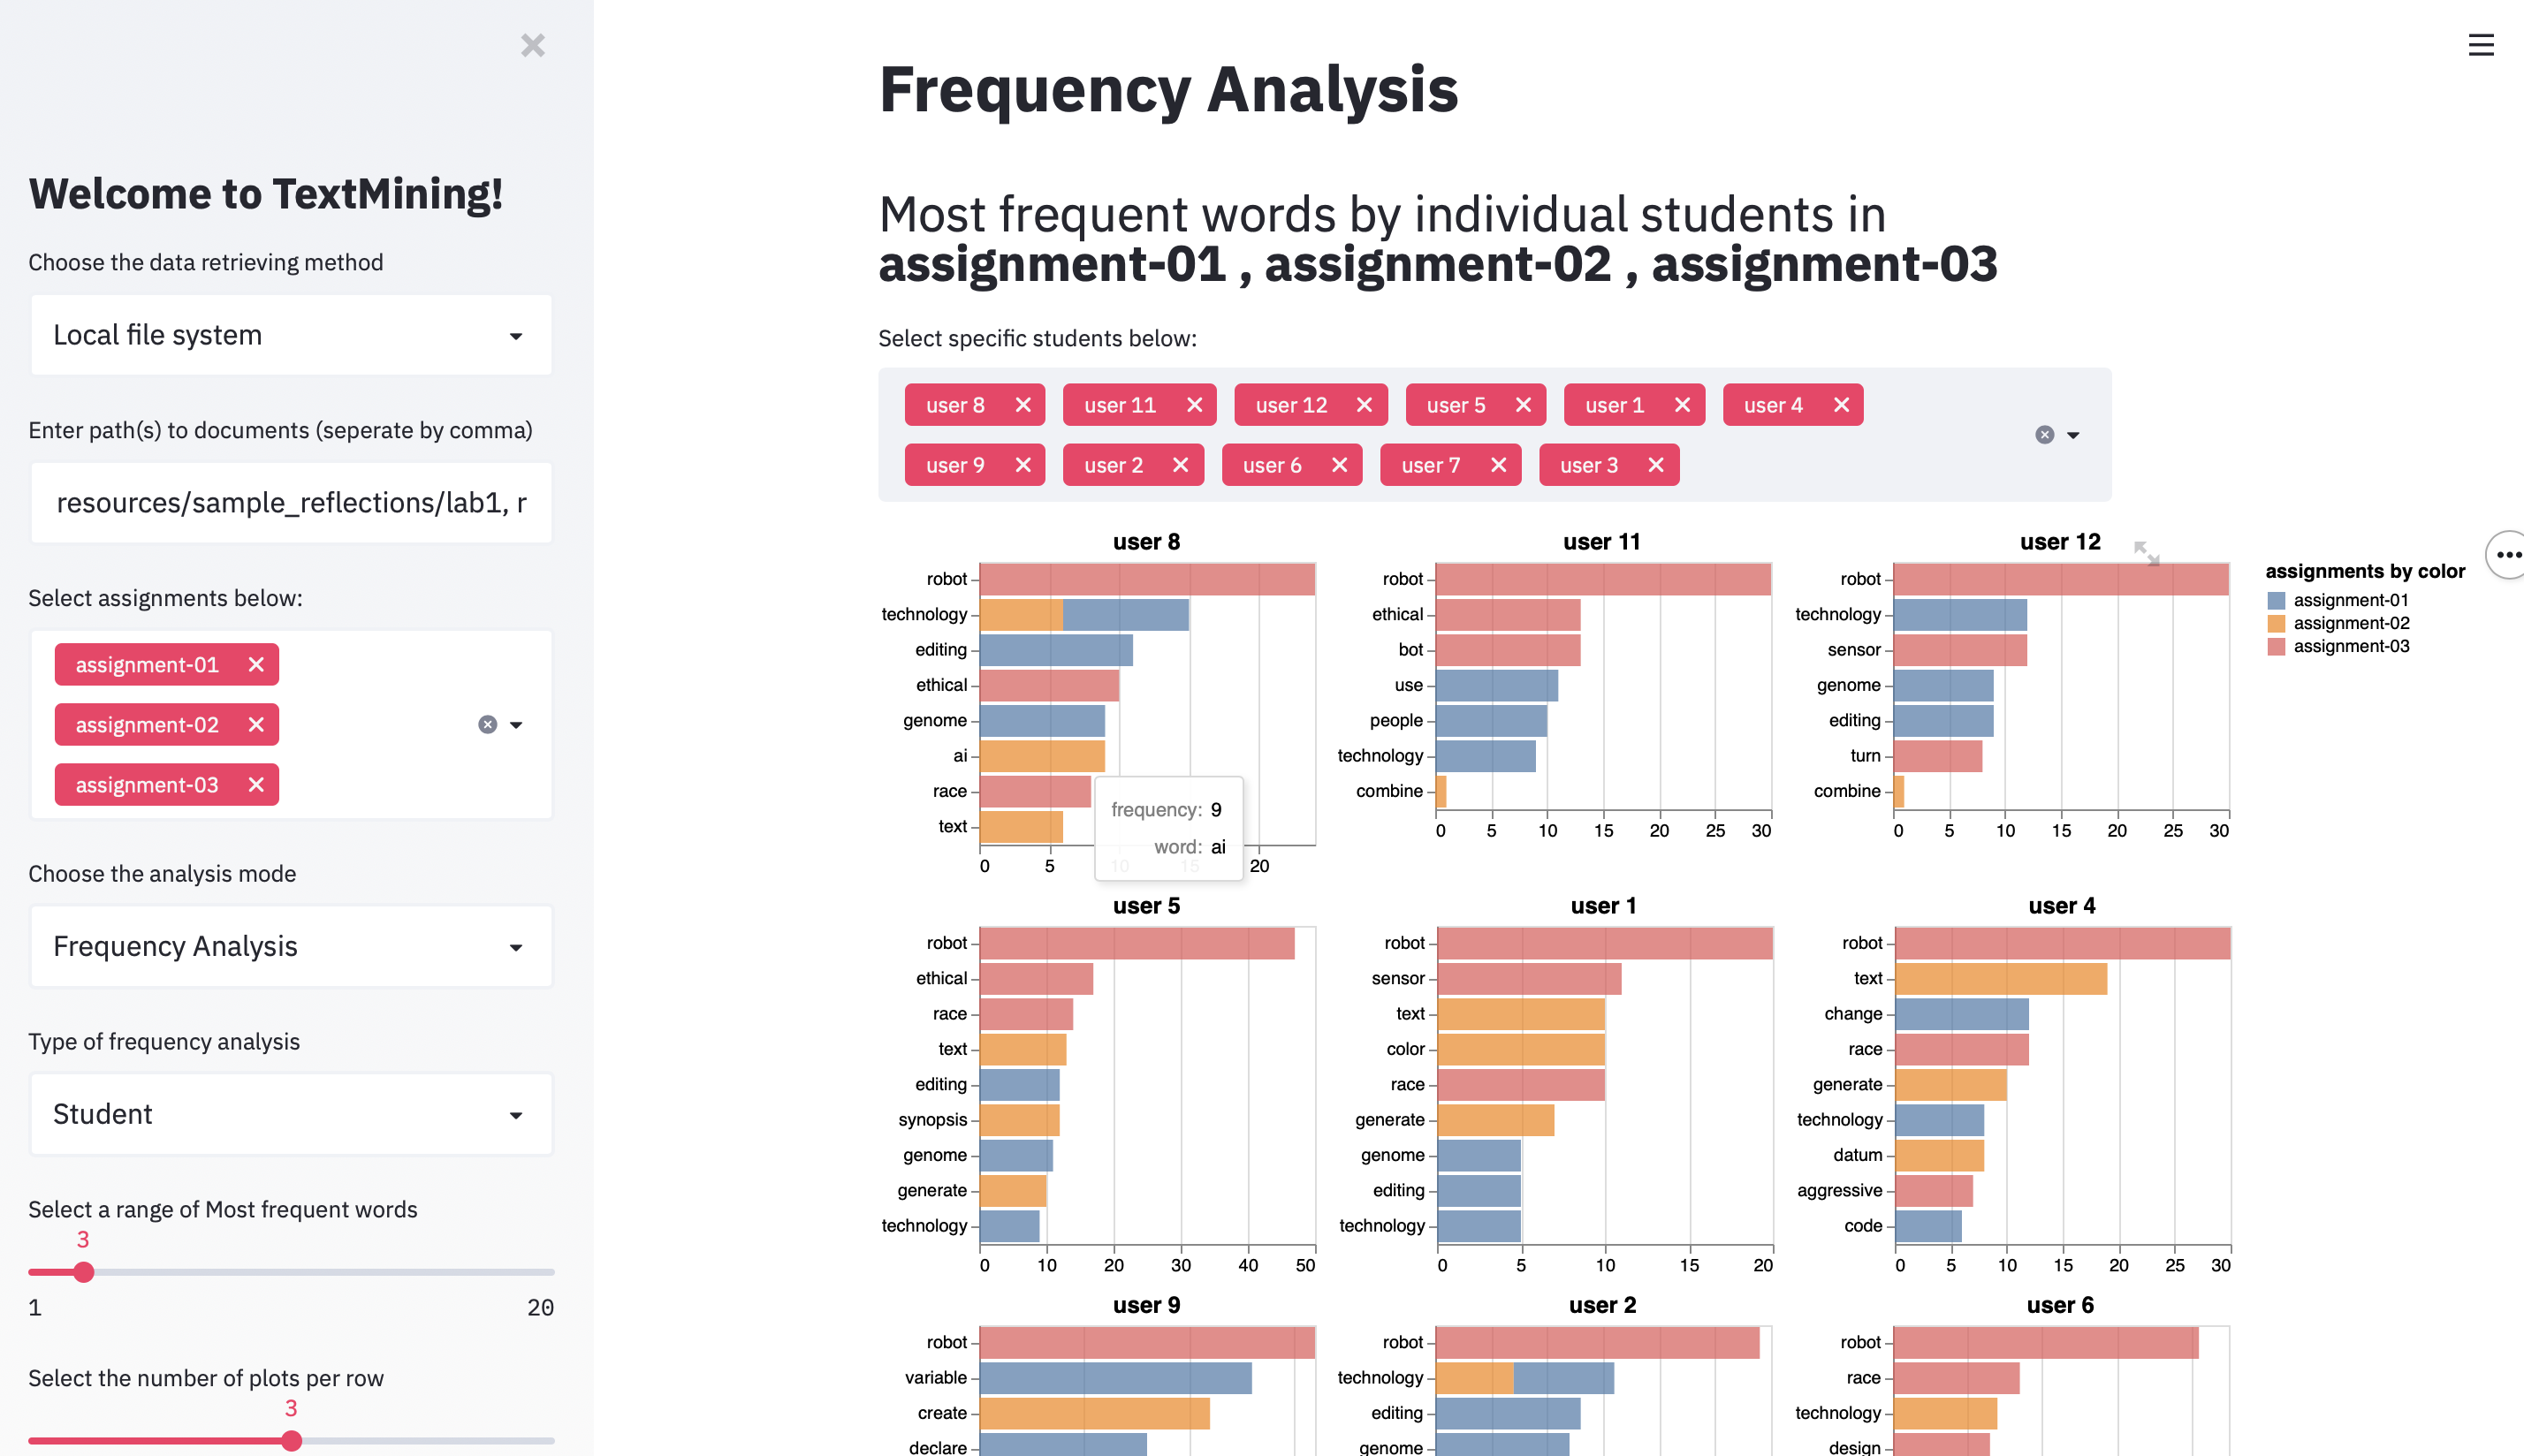 Welcome to TextMining!
Choose the data retrieving method
Local file system
Enter path(s) to documents (seperate by comma)
resources/sample_reflections/lab1, r
Select assignments below:
assignment-01
assignment-02
assignment-03
Choose the analysis mode
Frequency Analysis
Type of frequency analysis
Student
Select a range of Most frequent words
3
1 20
Select the number of plots per row
3
Frequency Analysis
Most frequent words by individual students in
assignment-01 , assignment-02 , assignment-03
Select specific students below:
user 8 user 11 user 12 user 5 user 1 user 4
user 9 user 2 user 6 user 7 user 3
user 8
robot
technology
editing
ethical
genome
ai
race
text
0 5 10 15 20
frequency: 9
word: ai
user 11
robot
ethical
bot
use
people
technology
combine
0 5 10 15 20 25 30
user 12
robot
technology
sensor
genome
editing
turn
combine
0 5 10 15 20 25 30
assignments by color
assignment-01
assignment-02
assignment-03
user 5
robot
ethical
race
text
editing
synopsis
genome
generate
technology
0 10 20 30 40 50
user 1
robot
sensor
text
color
race
generate
genome
editing
technology
0 5 10 15 20
user 4
robot
text
change
race
generate
technology
datum
aggressive
code
0 5 10 15 20 25 30
user 9
robot
variable
create
declare
user 2
robot
technology
editing
genome
user 6
robot
race
technology
design